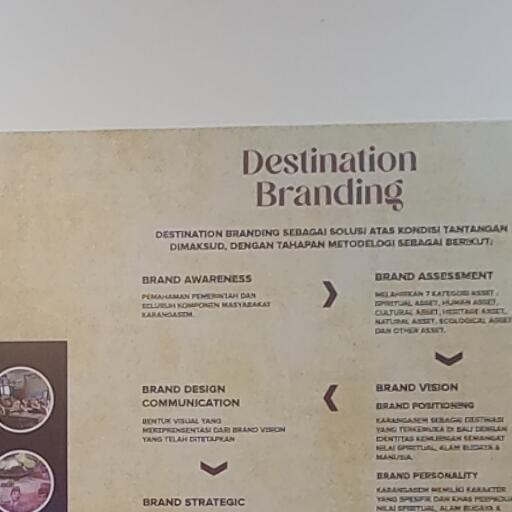 Destination
Branding
DESTINATION BRANDING SEBAGAI SOLUSI ATAS KONDISI TANTANGAN
DIMAKSUD, DENGAN TAHAPAN METODELOGI SEBAGAI BERIKUT:
BRAND AWARENESS
PEMAHAMAN PEMERINTAH DAN
SELURUH KOMPONEN MASYARAKAT
KARANGASEM.
BRAND ASSESSMENT
MELAHIRKAN 7 KATEGORI ASSET :
SPIRITUAL ASSET, HUMAN ASSET,
CULTURAL ASSET, HERITAGE ASSET,
NATURAL ASSET, ECOLOGICAL ASSET
DAN OTHER ASSET.
BRAND DESIGN
COMMUNICATION
BENTUK VISUAL YANG
MEREPRENSENTASI DARI BRAND VISION
YANG TELAH DITETAPKAN
BRAND VISION
BRAND POSITIONING
KARANGASEM SEBAGAI DESTINASI
YANG TERKEMUKA DI BALI DENGAN
IDENTITAS KEMURNIAN SEMANGAT
NILAI SPIRITUAL, ALAM BUDAYA &
MANUSIA.
BRAND PERSONALITY
KARANGASEM MEMILIKI KARAKTER
YANG SPESIFIK DAN KHAS
NILAI SPIRITUAL, ALAM BUDAYA &
BRAND STRATEGIC